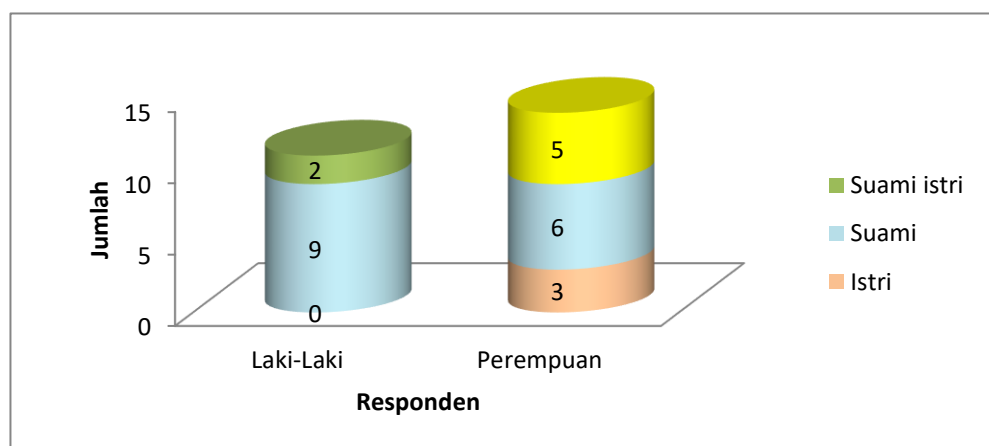 15
10
5
0
Jumlah
2
9
0
5
6
3
Laki-Laki
Perempuan
Responden
Suami istri
Suami
Istri